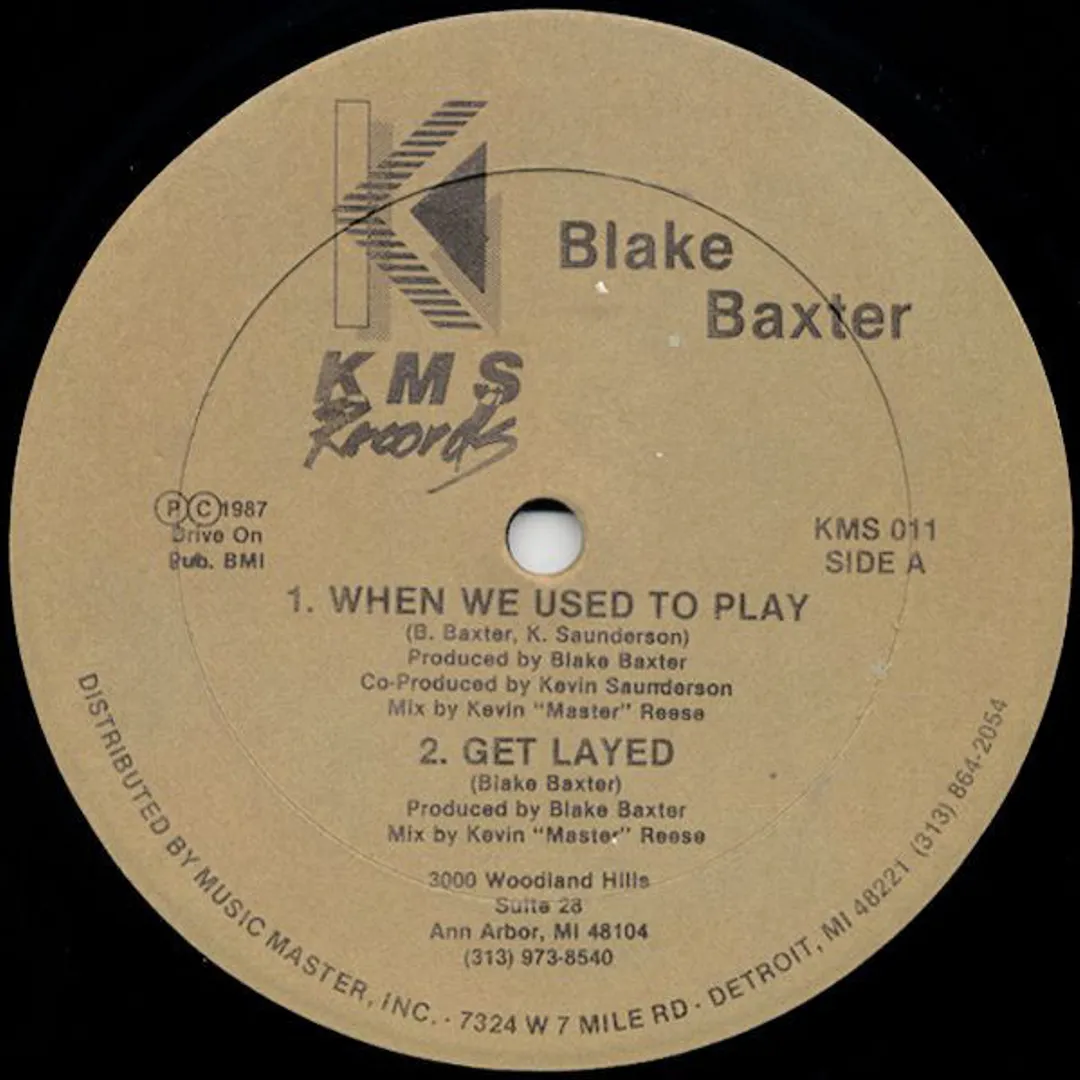 K
KMS
Records
Blake
Baxter
Ⓟ Ⓒ 1987
Drive On
Pub. BMI
KMS 011
SIDE A
1. WHEN WE USED TO PLAY
(B. Baxter, K. Saunderson)
Produced by Blake Baxter
Co-Produced by Kevin Saunderson
Mix by Kevin "Master" Reese
2. GET LAYED
(Blake Baxter)
Produced by Blake Baxter
Mix by Kevin "Master" Reese
3000 Woodland Hills
Suite 28
Ann Arbor, MI 48104
(313) 973-8540
DISTRIBUTED BY MUSIC MASTER, INC. · 7324 W 7 MILE RD · DETROIT, MI 48221 (313) 864-2054